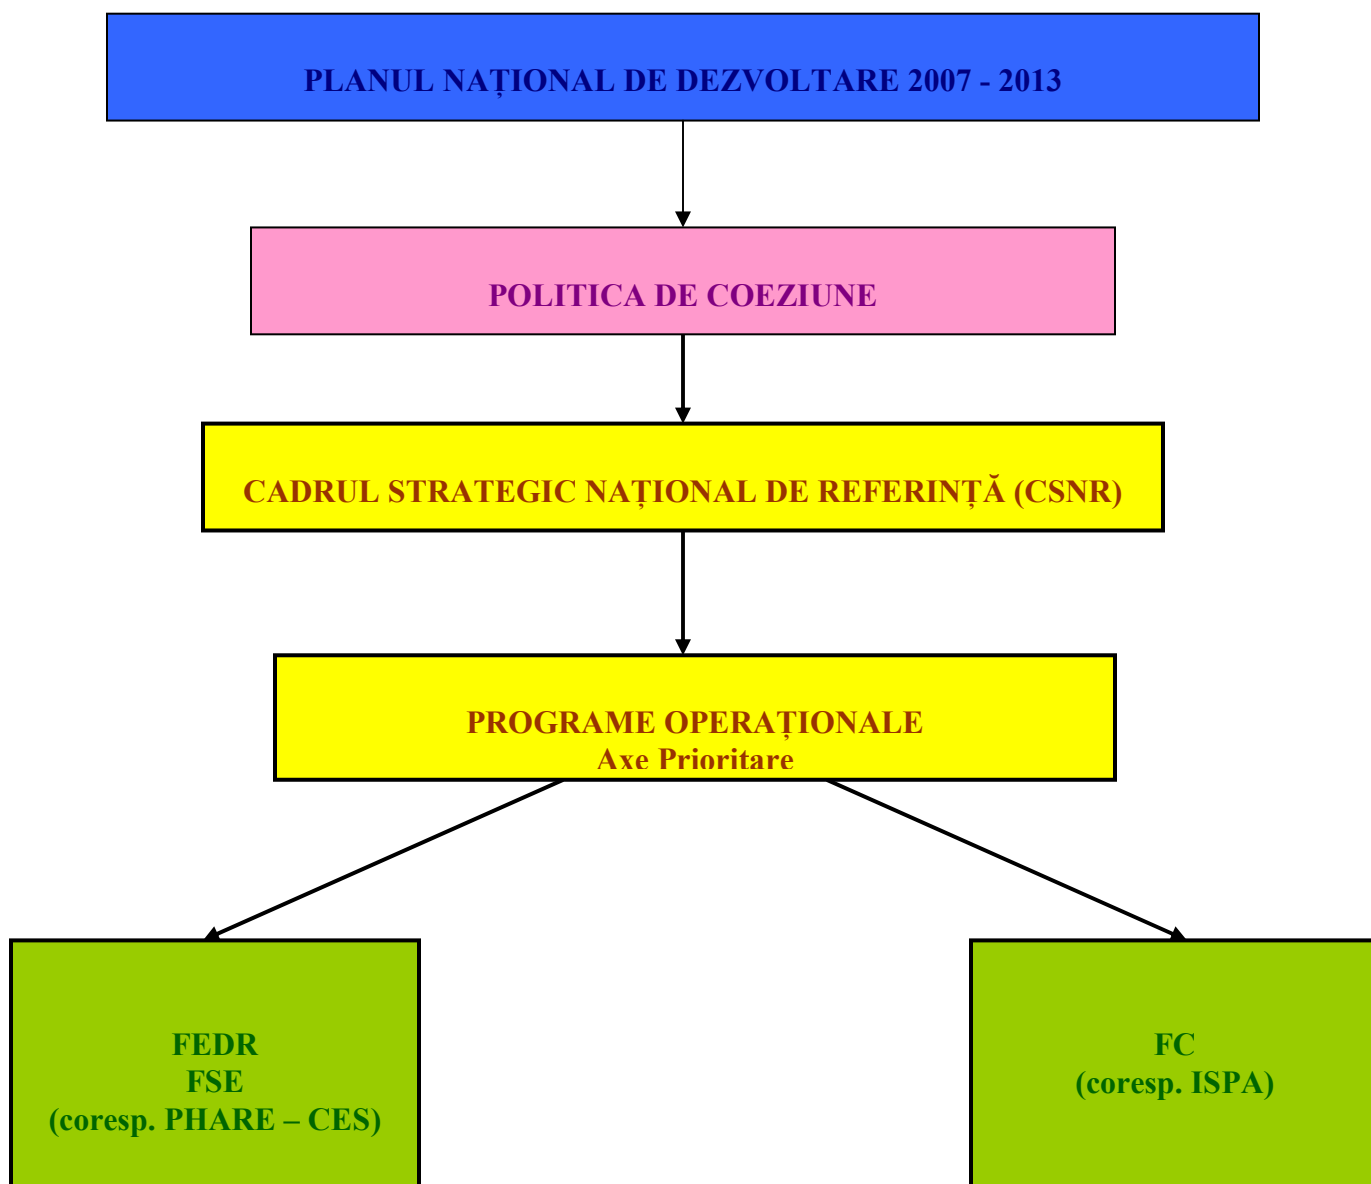 PLANUL NAȚIONAL DE DEZVOLTARE 2007 - 2013
POLITICA DE COEZIUNE
CADRUL STRATEGIC NAȚIONAL DE REFERINȚĂ (CSNR)
PROGRAME OPERAȚIONALE
Axe Prioritare
FEDR
FSE
(coresp. PHARE – CES)
FC
(coresp. ISPA)